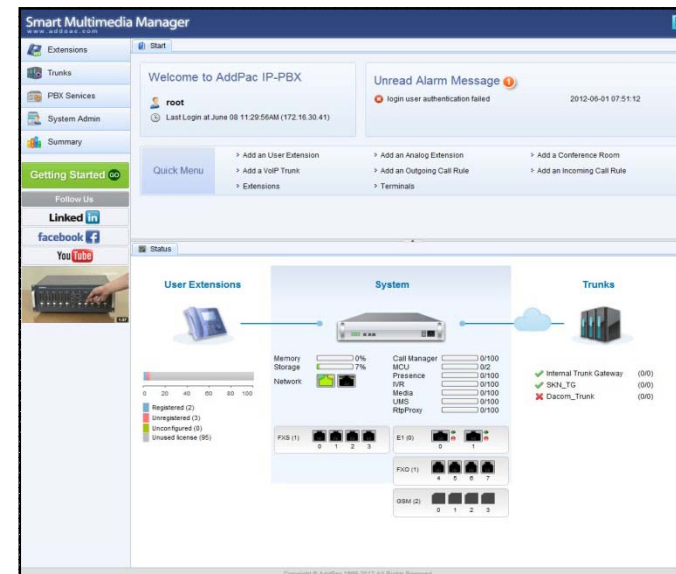 Smart Multimedia Manager
www.addpac.com
Extensions
Trunks
PBX Services
System Admin
Summary
Getting Started GO
Follow Us
Linked in
facebook f
You Tube
Start
Welcome to AddPac IP-PBX
root
Last Login at June 08 11:29:56AM (172.16.30.41)
Unread Alarm Message 1
login user authentication failed 2012-06-01 07:51:12
Quick Menu
> Add an User Extension
> Add a VoIP Trunk
> Extensions
> Add an Analog Extension
> Add an Outgoing Call Rule
> Terminals
> Add a Conference Room
> Add an Incoming Call Rule
Status
User Extensions
System
Trunks
0 20 40 60 80 100
Registered (2)
Unregistered (3)
Unconfigured (0)
Unused license (95)
Memory 0%
Storage 7%
Network
Call Manager 0/100
MCU 0/2
Presence 0/100
IVR 0/100
Media 0/100
UMS 0/100
RtpProxy 0/100
FXS (1)
0 1 2 3
E1 (0)
0 1
FXO (1)
4 5 6 7
GSM (2)
0 1 2 3
Internal Trunk Gateway (0/0)
SKN_TG (0/0)
Dacom_Trunk (0/0)